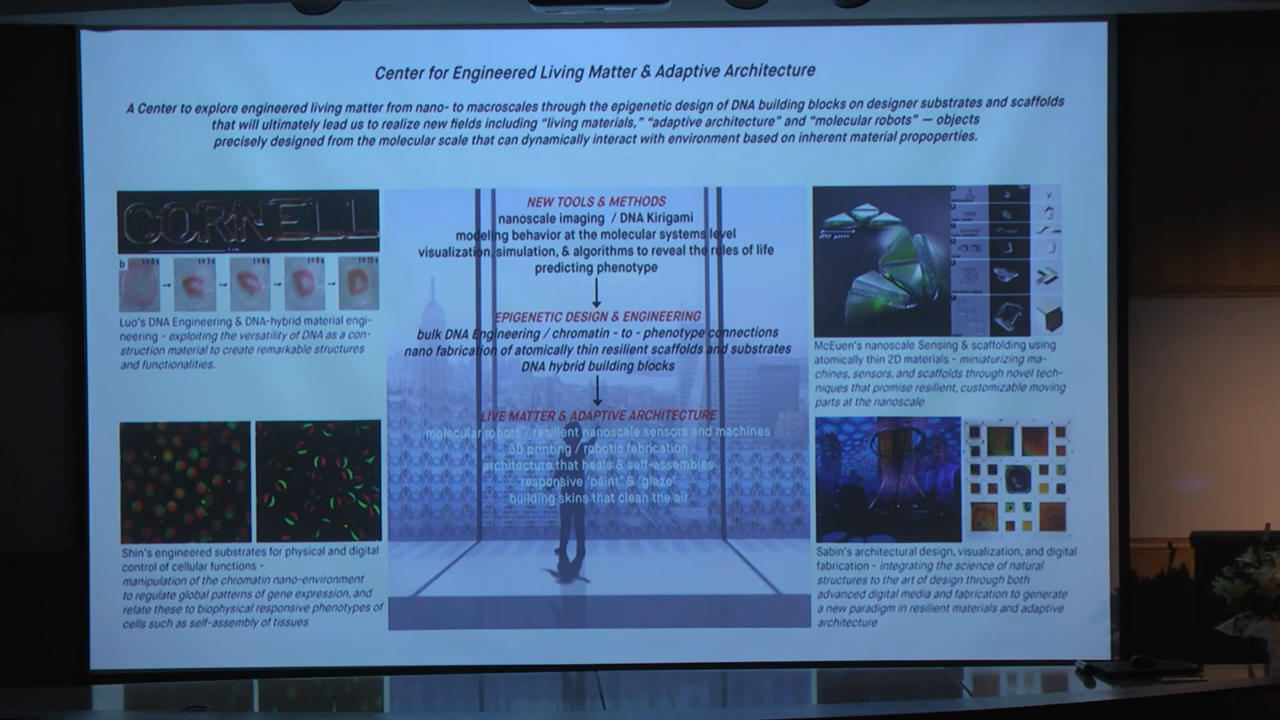 Center for Engineered Living Matter & Adaptive Architecture
A Center to explore engineered living matter from nano- to macroscales through the epigenetic design of DNA building blocks on designer substrates and scaffolds
that will ultimately lead us to realize new fields including “living materials,” “adaptive architecture” and “molecular robots” — objects
precisely designed from the molecular scale that can dynamically interact with environment based on inherent material propoperties.
CORNELL
b
Luo's DNA Engineering & DNA-hybrid material engi-
neering - exploiting the versatility of DNA as a con-
struction material to create remarkable structures
and functionalities.
Shin's engineered substrates for physical and digital
control of cellular functions -
manipulation of the chromatin nano-environment
to regulate global patterns of gene expression, and
relate these to biophysical responsive phenotypes of
cells such as self-assembly of tissues
NEW TOOLS & METHODS
nanoscale imaging / DNA Kirigami
modeling behavior at the molecular systems level
visualization, simulation, & algorithms to reveal the rules of life
predicting phenotype
EPIGENETIC DESIGN & ENGINEERING
bulk DNA Engineering / chromatin - to - phenotype connections
nano fabrication of atomically thin resilient scaffolds and substrates
DNA hybrid building blocks
LIVE MATTER & ADAPTIVE ARCHITECTURE
molecular robots / resilient nanoscale sensors and machines
3D printing / robotic fabrication
architecture that heals & self-assembles
responsive 'paint' & 'glaze'
building skins that clean the air
20 µm
McEuen's nanoscale Sensing & scaffolding using
atomically thin 2D materials - miniaturizing ma-
chines, sensors, and scaffolds through novel tech-
niques that promise resilient, customizable moving
parts at the nanoscale
Sabin's architectural design, visualization, and digital
fabrication - integrating the science of natural
structures to the art of design through both
advanced digital media and fabrication to generate
a new paradigm in resilient materials and adaptive
architecture